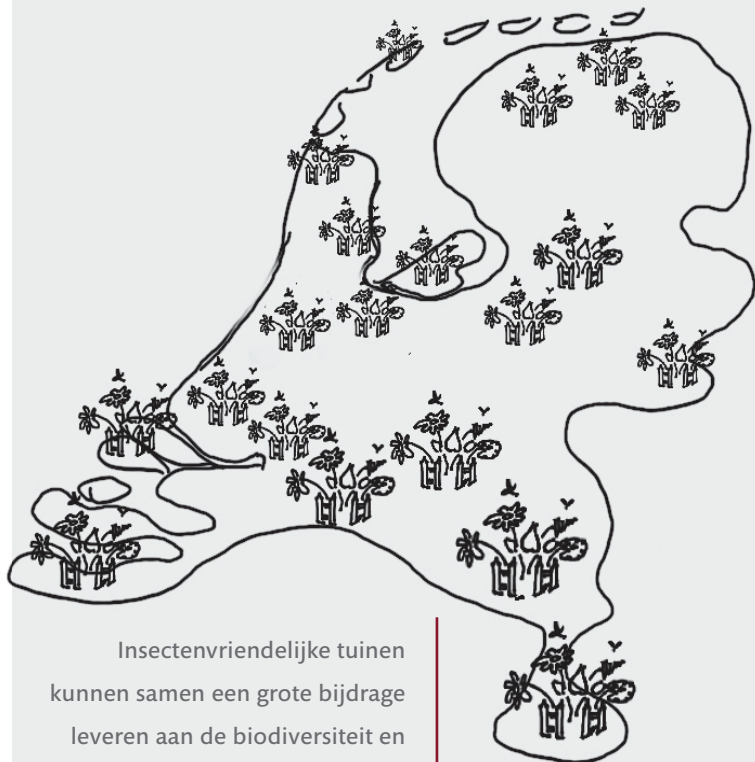 Insectenvriendelijke tuinen
kunnen samen een grote bijdrage
leveren aan de biodiversiteit en